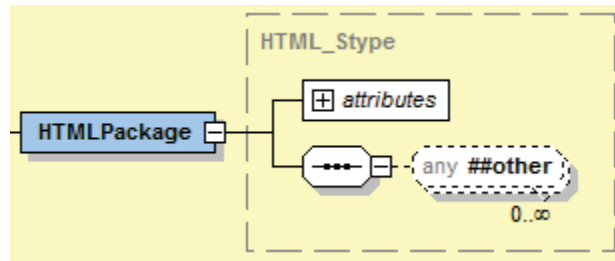 HTML_Stype
attributes
HTMLPackage
any ##other
0..∞